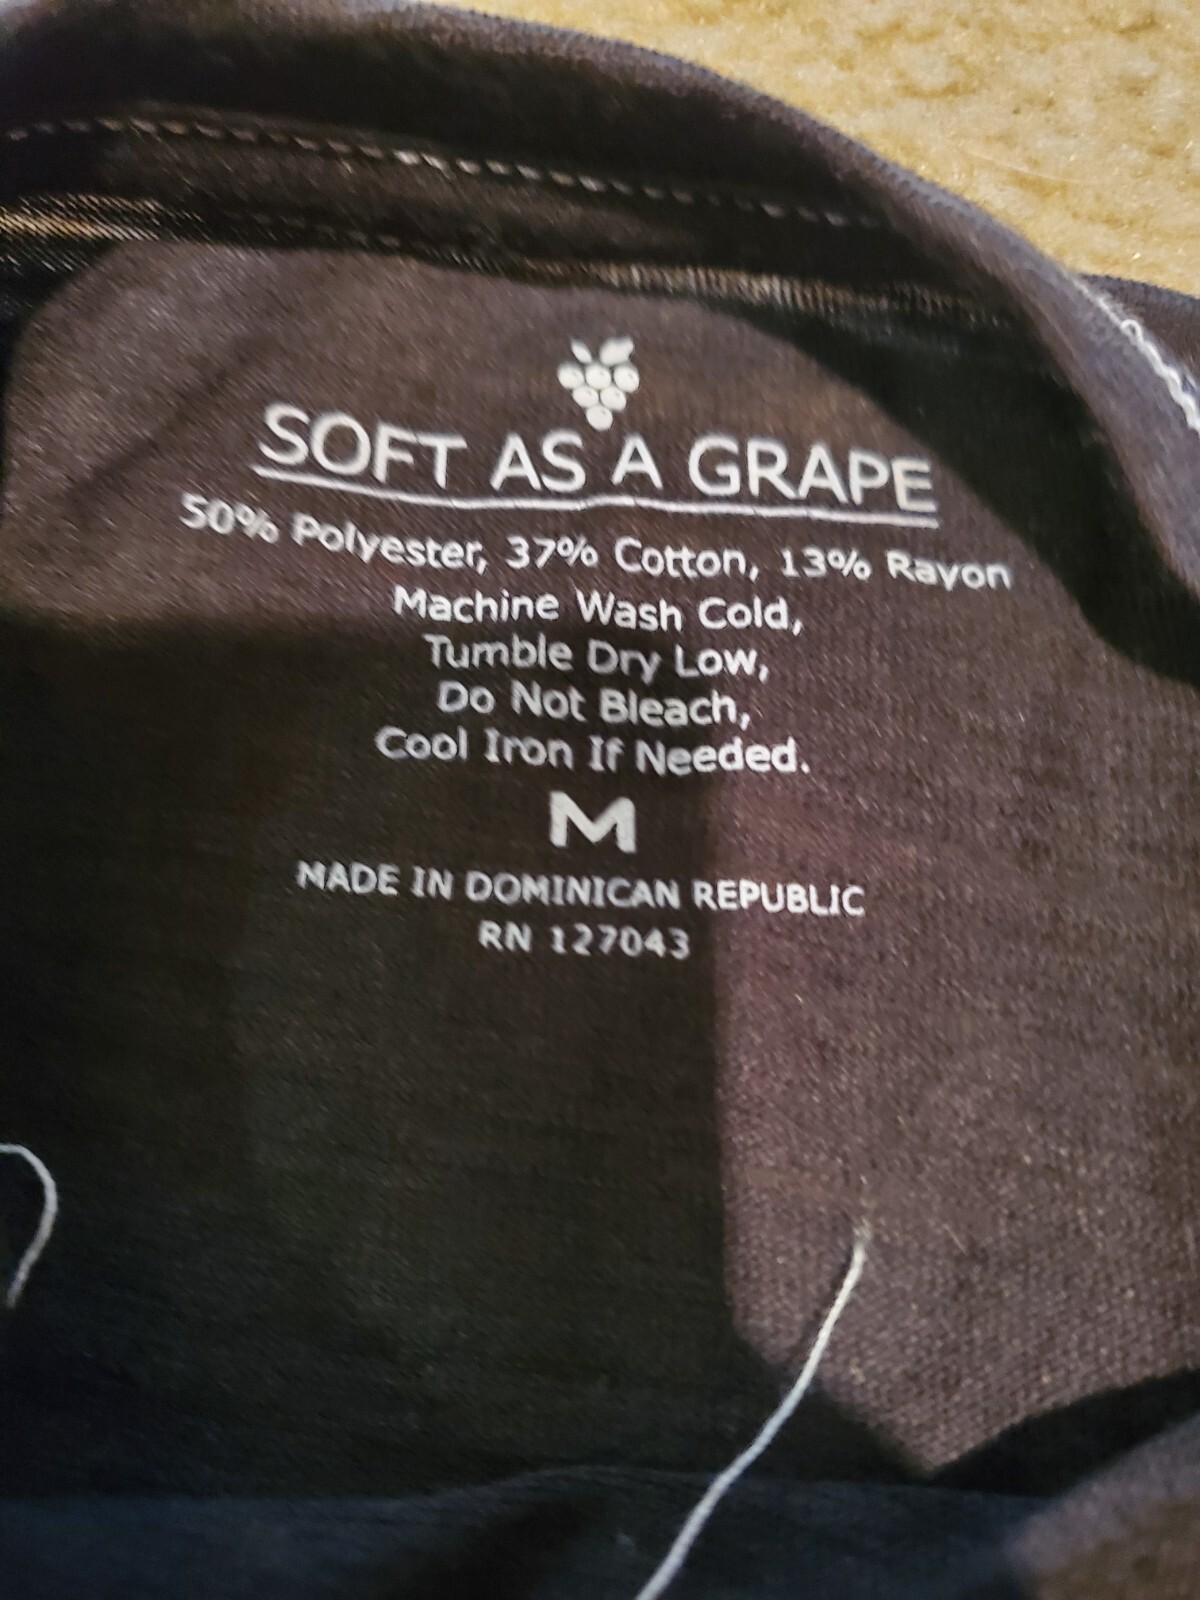 SOFT AS A GRAPE
50% Polyester, 37% Cotton, 13% Rayon
Machine Wash Cold,
Tumble Dry Low,
Do Not Bleach,
Cool Iron If Needed.
M
MADE IN DOMINICAN REPUBLIC
RN 127043